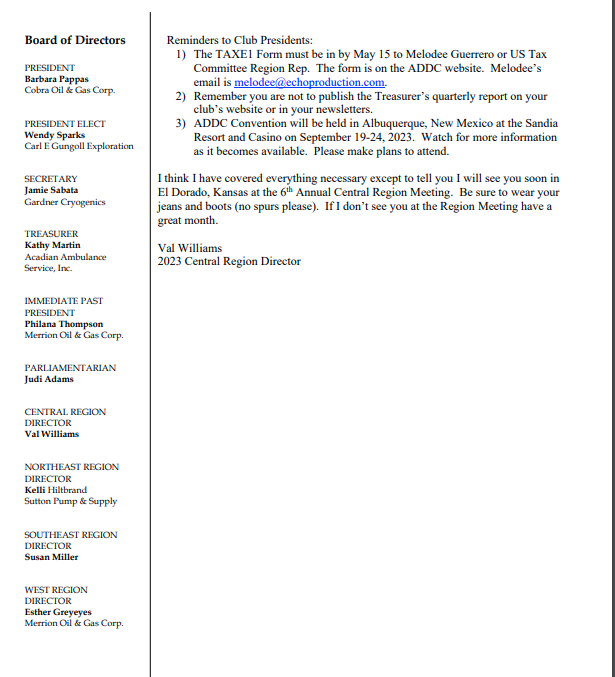 Board of Directors
PRESIDENT
Barbara Pappas
Cobra Oil & Gas Corp.
PRESIDENT ELECT
Wendy Sparks
Carl E Gungoll Exploration
SECRETARY
Jamie Sabata
Gardner Cryogenics
TREASURER
Kathy Martin
Acadian Ambulance
Service, Inc.
IMMEDIATE PAST
PRESIDENT
Philana Thompson
Merrion Oil & Gas Corp.
PARLIAMENTARIAN
Judi Adams
CENTRAL REGION
DIRECTOR
Val Williams
NORTHEAST REGION
DIRECTOR
Kelli Hiltbrand
Sutton Pump & Supply
SOUTHEAST REGION
DIRECTOR
Susan Miller
WEST REGION
DIRECTOR
Esther Greyeyes
Merrion Oil & Gas Corp.
Reminders to Club Presidents:
1) The TAXE1 Form must be in by May 15 to Melodee Guerrero or US Tax
Committee Region Rep. The form is on the ADDC website. Melodee's
email is melodee@echoproduction.com.
2) Remember you are not to publish the Treasurer's quarterly report on your
club's website or in your newsletters.
3) ADDC Convention will be held in Albuquerque, New Mexico at the Sandia
Resort and Casino on September 19-24, 2023. Watch for more information
as it becomes available. Please make plans to attend.
I think I have covered everything necessary except to tell you I will see you soon in
El Dorado, Kansas at the 6th Annual Central Region Meeting. Be sure to wear your
jeans and boots (no spurs please). If I don't see you at the Region Meeting have a
great month.
Val Williams
2023 Central Region Director